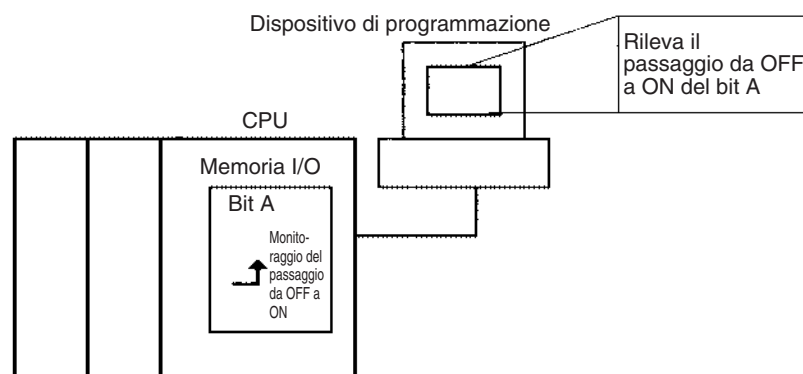 Dispositivo di programmazione
Rileva il
passaggio da OFF
a ON del bit A
CPU
Memoria I/O
Bit A
Monito-
raggio del
passaggio
da OFF a
ON